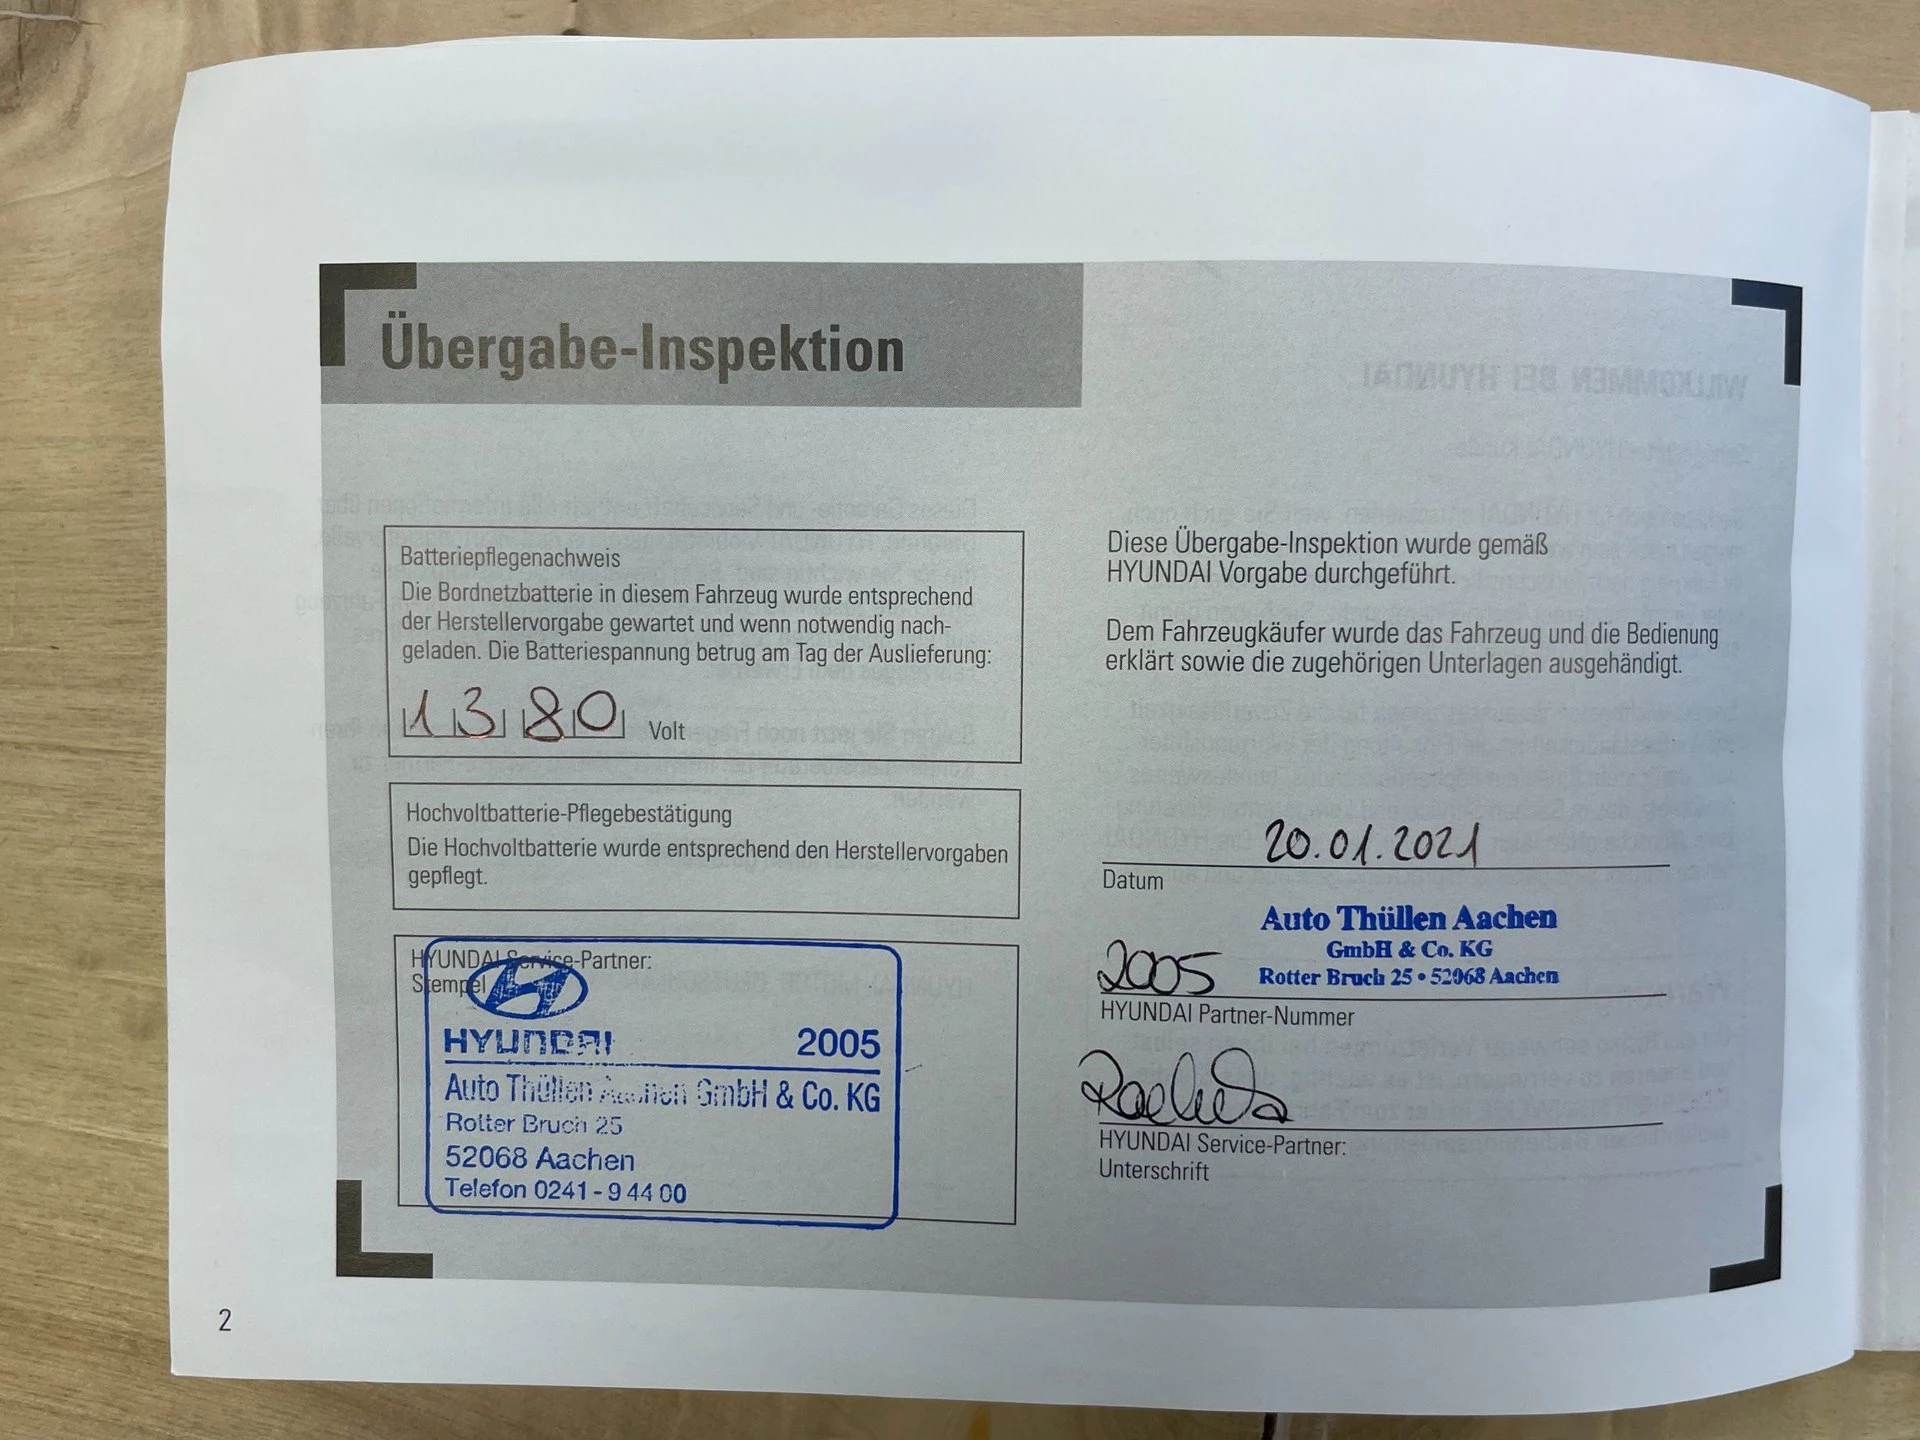 Übergabe-Inspektion
Batteriepflegenachweis
Die Bordnetzbatterie in diesem Fahrzeug wurde entsprechend
der Herstellervorgabe gewartet und wenn notwendig nach-
geladen. Die Batteriespannung betrug am Tag der Auslieferung:
13 80 Volt
Hochvoltbatterie-Pflegebestätigung
Die Hochvoltbatterie wurde entsprechend den Herstellervorgaben
gepflegt.
HYUNDAI Service-Partner:
Stempel
HYUNDAI 2005
Auto Thüllen Aachen GmbH & Co. KG
Rotter Bruch 25
52068 Aachen
Telefon 0241 - 9 44 00
Diese Übergabe-Inspektion wurde gemäß
HYUNDAI Vorgabe durchgeführt.
Dem Fahrzeugkäufer wurde das Fahrzeug und die Bedienung
erklärt sowie die zugehörigen Unterlagen ausgehändigt.
20.01.2021
Datum
Auto Thüllen Aachen
GmbH & Co. KG
Rotter Bruch 25 • 52068 Aachen
2005
HYUNDAI Partner-Nummer
HYUNDAI Service-Partner:
Unterschrift
WILLKOMMEN BEI HYUNDAI
2